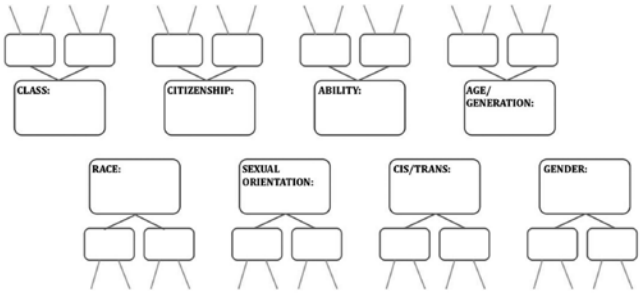 CLASS:
CITIZENSHIP:
ABILITY:
AGE/
GENERATION:
RACE:
SEXUAL
ORIENTATION:
CIS/TRANS:
GENDER: